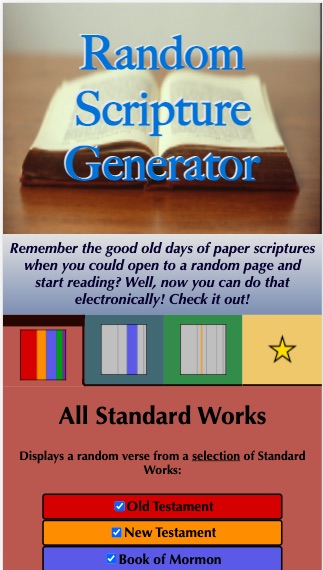 Random
Scripture
Generator
Remember the good old days of paper scriptures
when you could open to a random page and
start reading? Well, now you can do that
electronically! Check it out!
All Standard Works
Displays a random verse from a selection of Standard
Works:
Old Testament
New Testament
Book of Mormon